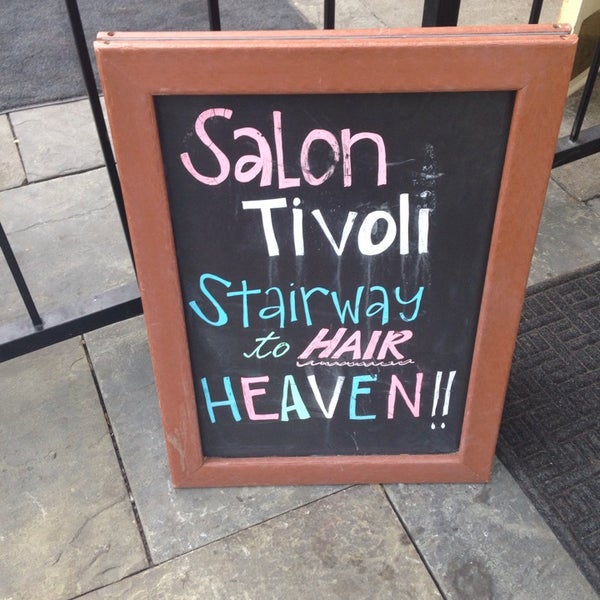 SaLon
Tivoli
Stairway
to HAIR
HEAVEN!!